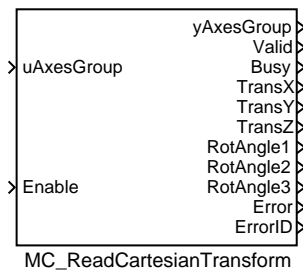 yAxesGroup
Valid
uAxesGroup
Busy
TransX
TransY
TransZ
RotAngle1
RotAngle2
Enable
RotAngle3
Error
ErrorID
MC_ReadCartesianTransform